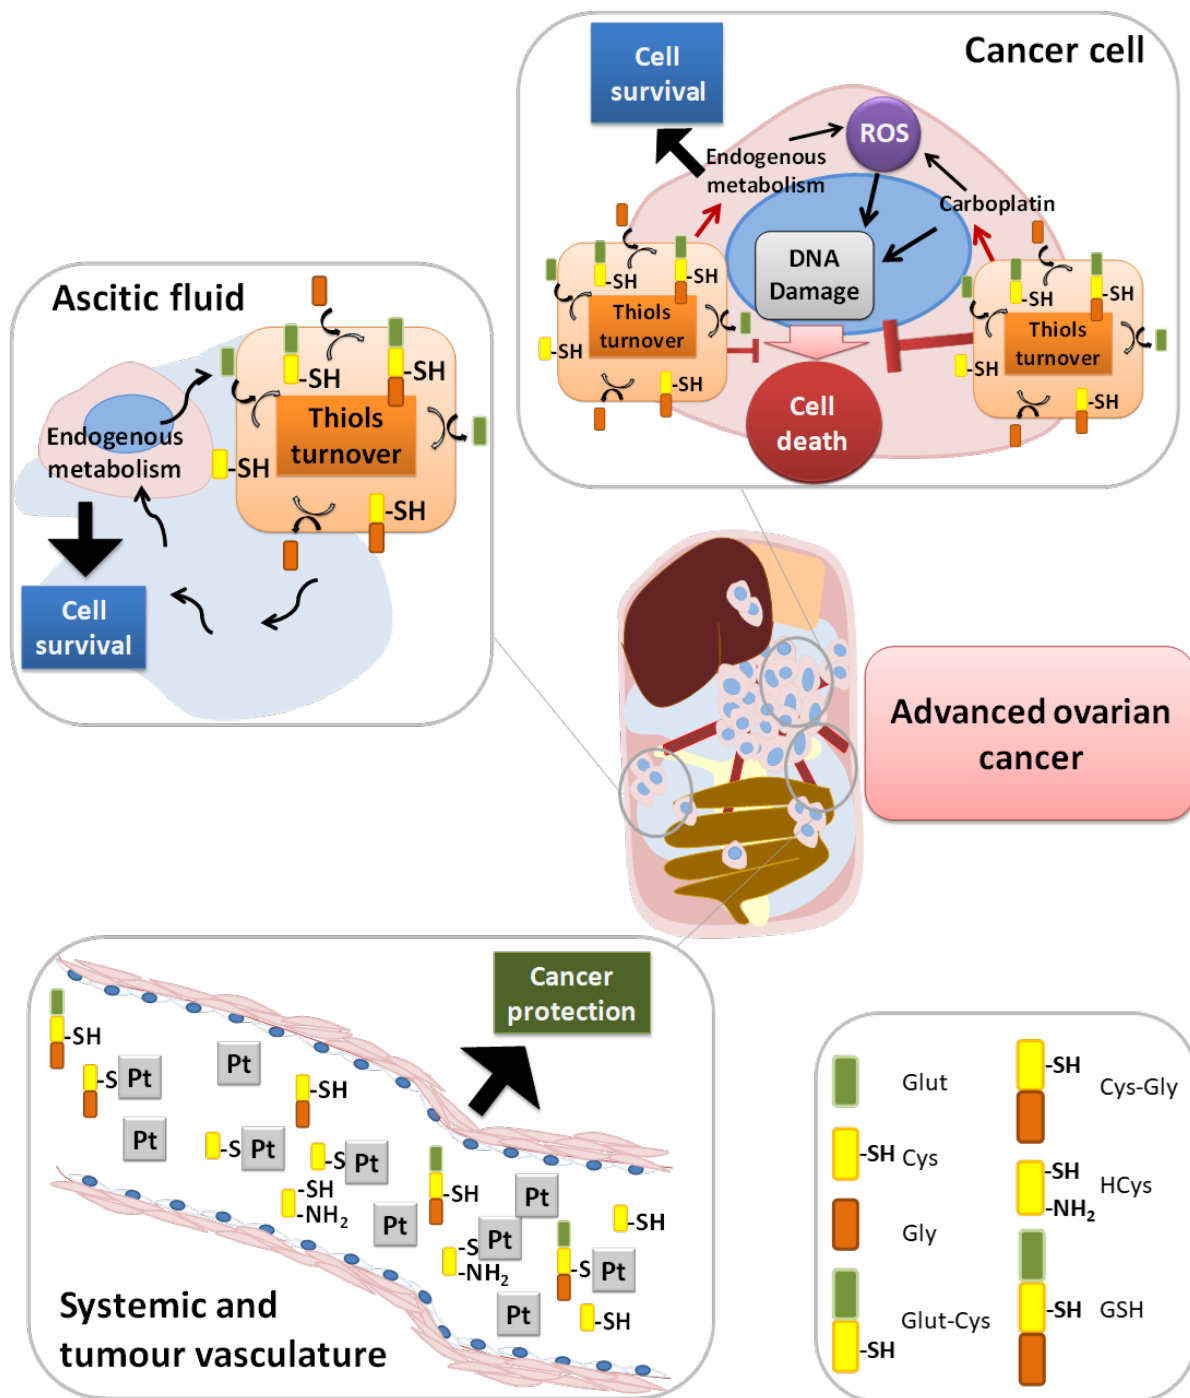 Cancer cell
Cell
survival
ROS
Endogenous
metabolism
Carboplatin
DNA
Damage
-SH
-SH
Thiols
turnover
-SH
-SH
Cell
death
-SH
-SH
Thiols
turnover
-SH
-SH
Ascitic fluid
-SH
-SH
Thiols
turnover
Endogenous
metabolism
-SH
-SH
Cell
survival
Advanced ovarian
cancer
Cancer
protection
-SH
-S
Pt
Pt
-SH
Pt
-S
Pt
-S
Pt
-SH
-NH2
-SH
Pt
Pt
-S
-NH2
Pt
-SH
-S
Pt
Pt
-SH
Systemic and
tumour vasculature
Glut
-SH Cys
Gly
Glut-Cys
-SH
-SH
Cys-Gly
-SH
-NH2
HCys
-SH
GSH